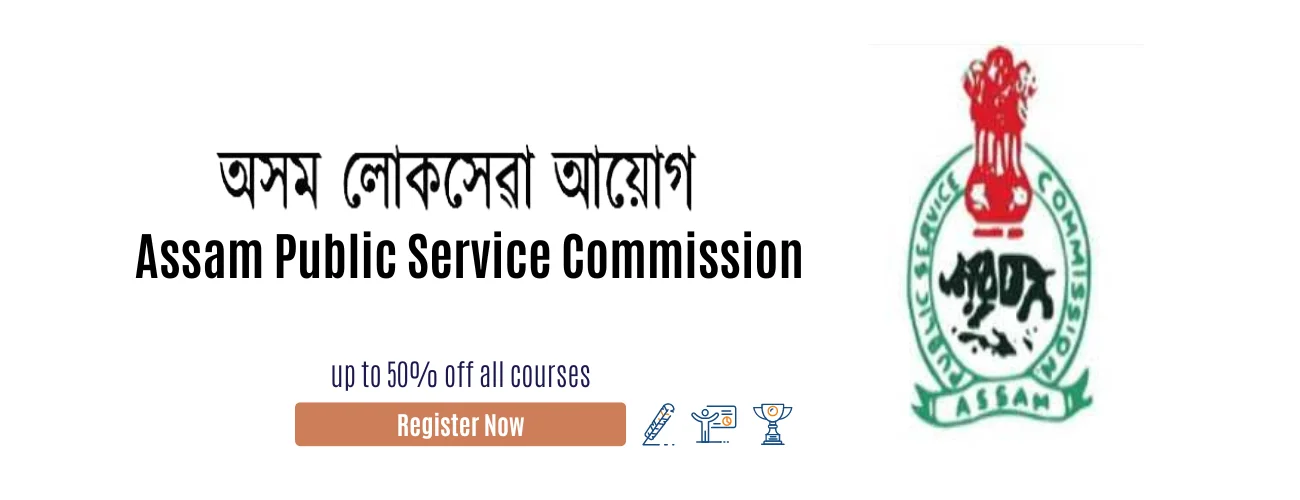 অসম লোকসেৱা আয়োগ
Assam Public Service Commission
up to 50% off all courses
Register Now
PUBLIC SERVICE COMMISSION,
ASSAM